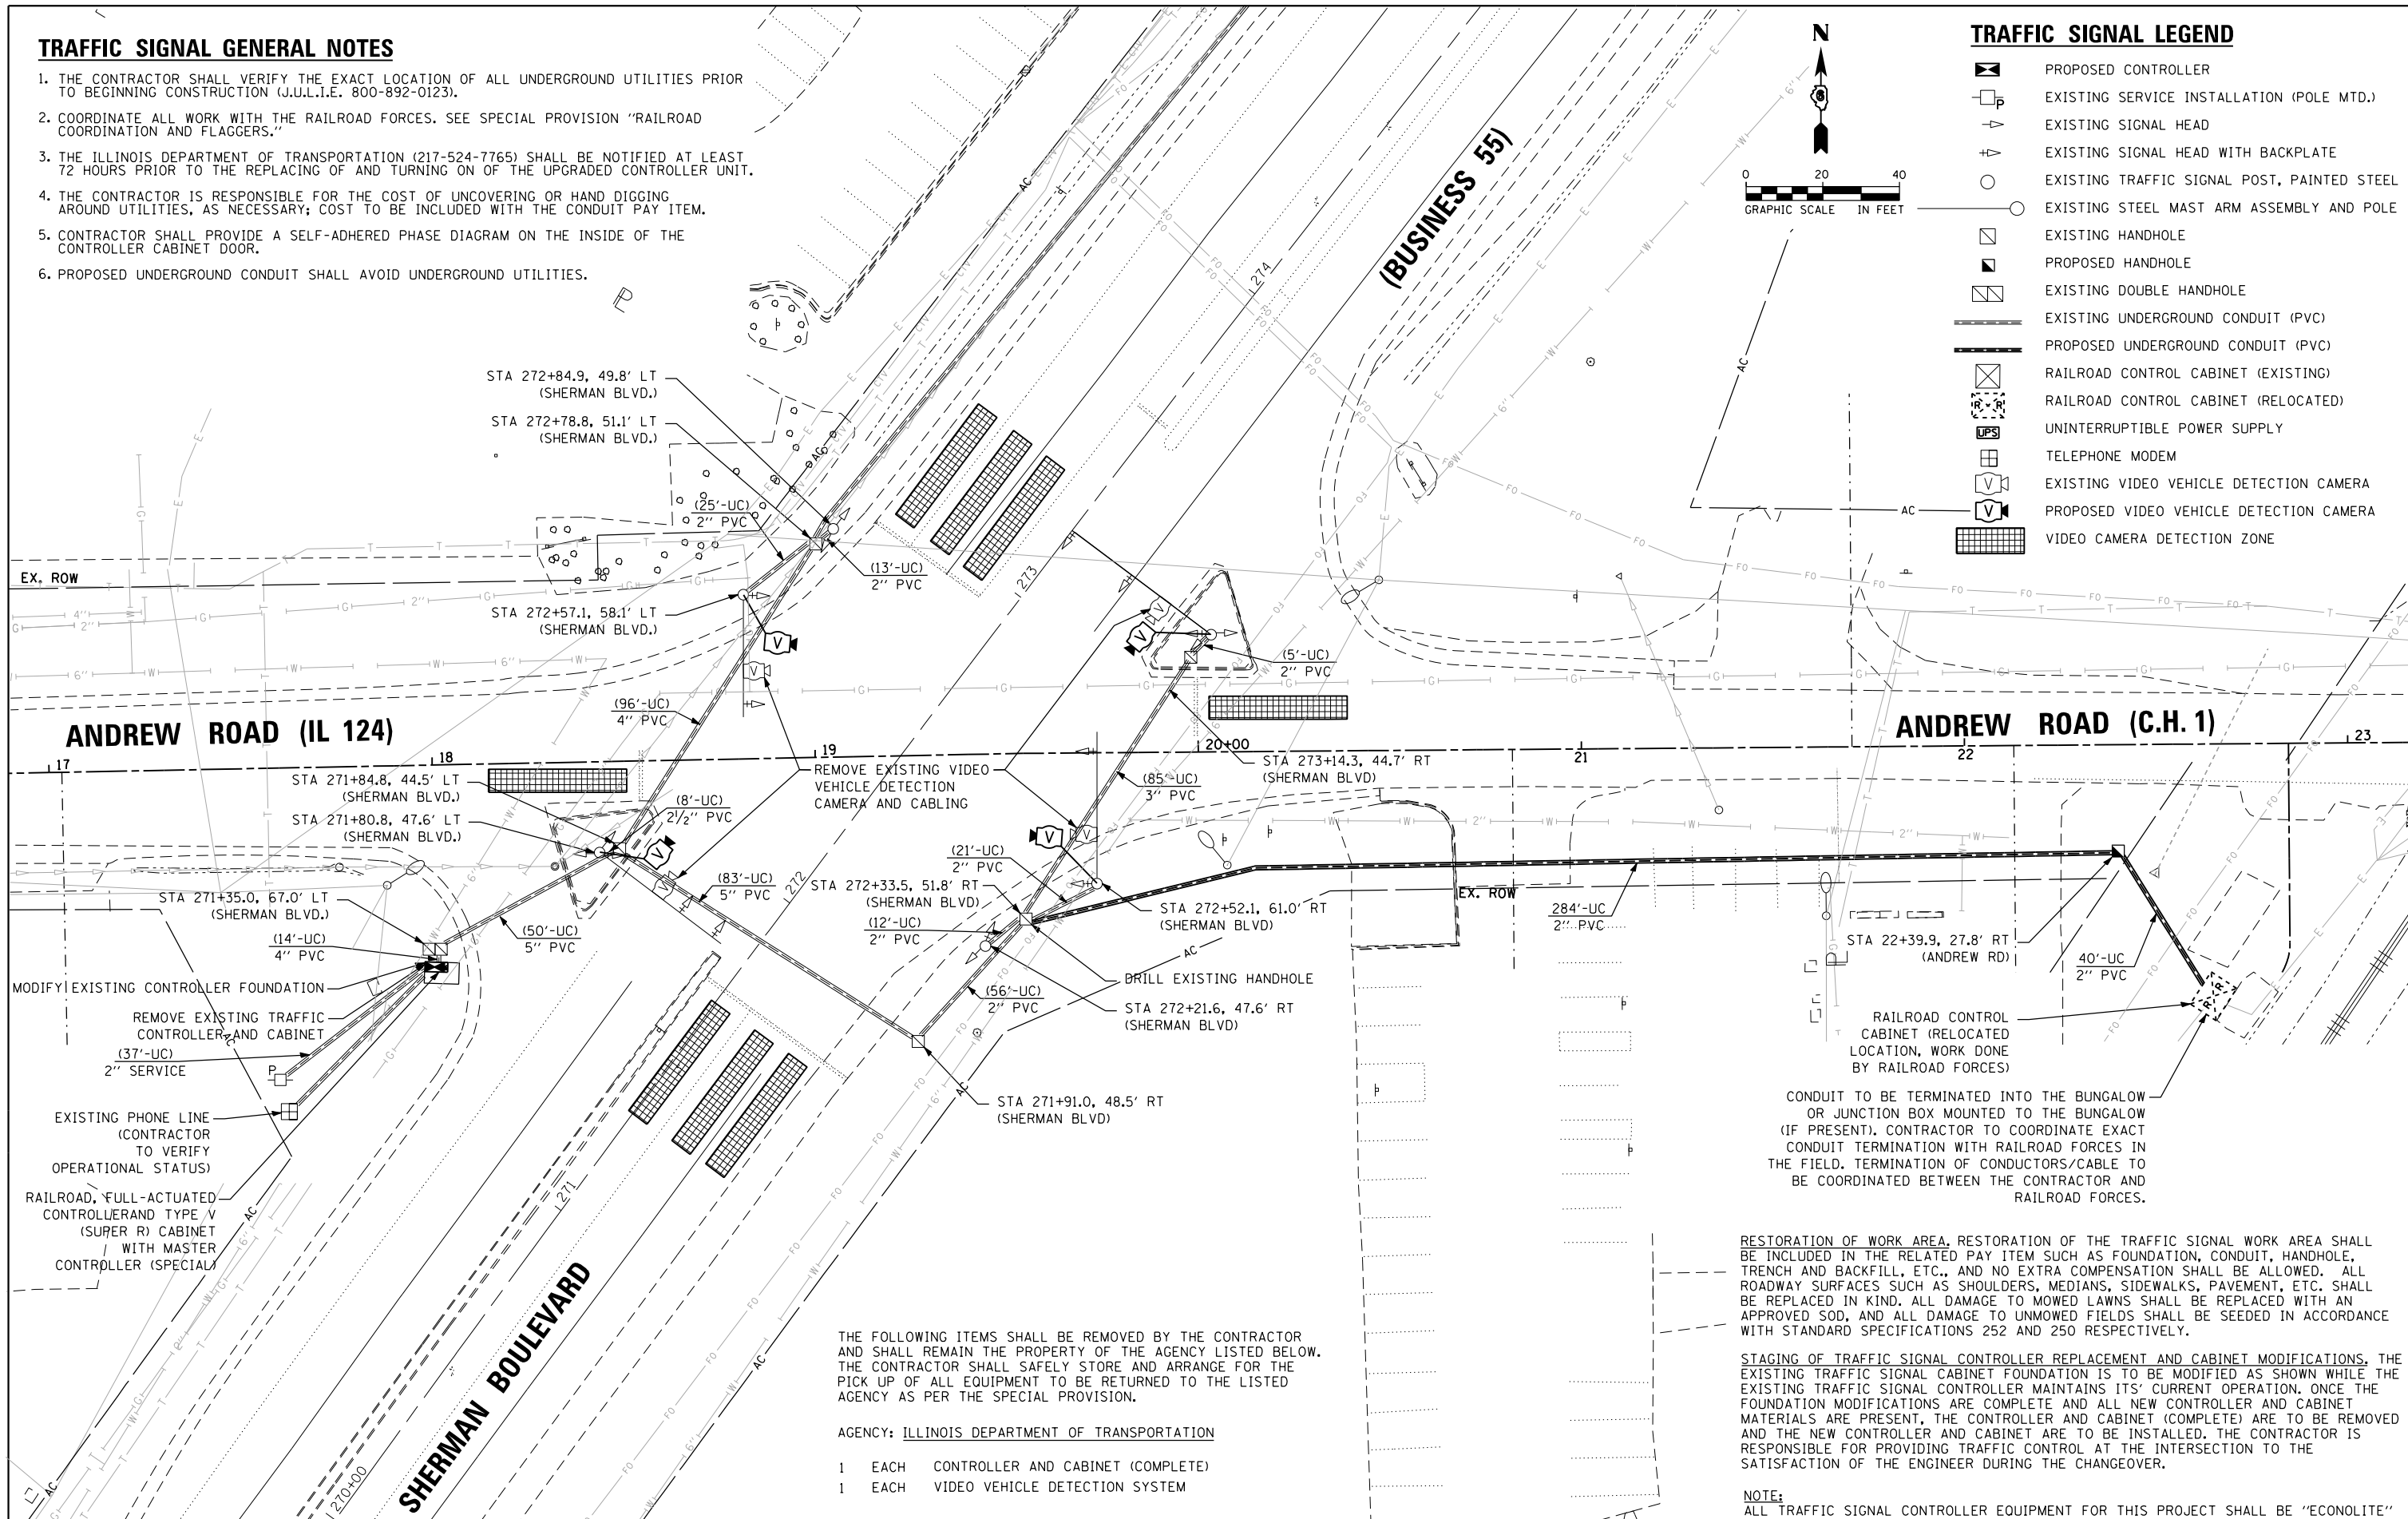 TRAFFIC SIGNAL GENERAL NOTES
1. THE CONTRACTOR SHALL VERIFY THE EXACT LOCATION OF ALL UNDERGROUND UTILITIES PRIOR
TO BEGINNING CONSTRUCTION (J.U.L.I.E. 800-892-0123).
2. COORDINATE ALL WORK WITH THE RAILROAD FORCES. SEE SPECIAL PROVISION "RAILROAD
COORDINATION AND FLAGGERS."
3. THE ILLINOIS DEPARTMENT OF TRANSPORTATION (217-524-7765) SHALL BE NOTIFIED AT LEAST
72 HOURS PRIOR TO THE REPLACING OF AND TURNING ON OF THE UPGRADED CONTROLLER UNIT.
4. THE CONTRACTOR IS RESPONSIBLE FOR THE COST OF UNCOVERING OR HAND DIGGING
AROUND UTILITIES, AS NECESSARY; COST TO BE INCLUDED WITH THE CONDUIT PAY ITEM.
5. CONTRACTOR SHALL PROVIDE A SELF-ADHERED PHASE DIAGRAM ON THE INSIDE OF THE
CONTROLLER CABINET DOOR.
6. PROPOSED UNDERGROUND CONDUIT SHALL AVOID UNDERGROUND UTILITIES.
N
0 20 40
GRAPHIC SCALE IN FEET
TRAFFIC SIGNAL LEGEND
PROPOSED CONTROLLER
P
EXISTING SERVICE INSTALLATION (POLE MTD.)
EXISTING SIGNAL HEAD
EXISTING SIGNAL HEAD WITH BACKPLATE
EXISTING TRAFFIC SIGNAL POST, PAINTED STEEL
EXISTING STEEL MAST ARM ASSEMBLY AND POLE
EXISTING HANDHOLE
PROPOSED HANDHOLE
EXISTING DOUBLE HANDHOLE
EXISTING UNDERGROUND CONDUIT (PVC)
PROPOSED UNDERGROUND CONDUIT (PVC)
RAILROAD CONTROL CABINET (EXISTING)
R R RAILROAD CONTROL CABINET (RELOCATED)
UPS UNINTERRUPTIBLE POWER SUPPLY
TELEPHONE MODEM
V EXISTING VIDEO VEHICLE DETECTION CAMERA
V PROPOSED VIDEO VEHICLE DETECTION CAMERA
VIDEO CAMERA DETECTION ZONE
(BUSINESS 55)
274
273
STA 272+84.9, 49.8' LT
(SHERMAN BLVD.)
STA 272+78.8, 51.1' LT
(SHERMAN BLVD.)
(25'-UC)
2" PVC
(13'-UC)
2" PVC
EX. ROW
STA 272+57.1, 58.1' LT
(SHERMAN BLVD.)
(5'-UC)
2" PVC
(96'-UC)
4" PVC
ANDREW ROAD (IL 124)
ANDREW ROAD (C.H. 1)
17
18
19
20+00
21
22
23
STA 271+84.8, 44.5' LT
(SHERMAN BLVD.)
STA 271+80.8, 47.6' LT
(SHERMAN BLVD.)
(8'-UC)
2½" PVC
REMOVE EXISTING VIDEO
VEHICLE DETECTION
CAMERA AND CABLING
STA 273+14.3, 44.7' RT
(SHERMAN BLVD)
(85'-UC)
3" PVC
(21'-UC)
2" PVC
(83'-UC)
5" PVC
272
STA 272+33.5, 51.8' RT
(SHERMAN BLVD)
(12'-UC)
2" PVC
STA 272+52.1, 61.0' RT
(SHERMAN BLVD)
EX. ROW
284'-UC
2" PVC
STA 22+39.9, 27.8' RT
(ANDREW RD)
40'-UC
2" PVC
STA 271+35.0, 67.0' LT
(SHERMAN BLVD.)
(14'-UC)
4" PVC
(50'-UC)
5" PVC
MODIFY EXISTING CONTROLLER FOUNDATION
REMOVE EXISTING TRAFFIC
CONTROLLER AND CABINET
(37'-UC)
2" SERVICE
P
DRILL EXISTING HANDHOLE
(56'-UC)
2" PVC
STA 272+21.6, 47.6' RT
(SHERMAN BLVD)
STA 271+91.0, 48.5' RT
(SHERMAN BLVD)
RAILROAD CONTROL
CABINET (RELOCATED
LOCATION, WORK DONE
BY RAILROAD FORCES)
CONDUIT TO BE TERMINATED INTO THE BUNGALOW
OR JUNCTION BOX MOUNTED TO THE BUNGALOW
(IF PRESENT). CONTRACTOR TO COORDINATE EXACT
CONDUIT TERMINATION WITH RAILROAD FORCES IN
THE FIELD. TERMINATION OF CONDUCTORS/CABLE TO
BE COORDINATED BETWEEN THE CONTRACTOR AND
RAILROAD FORCES.
EXISTING PHONE LINE
(CONTRACTOR
TO VERIFY
OPERATIONAL STATUS)
RAILROAD, FULL-ACTUATED
CONTROLLERAND TYPE V
(SUPER R) CABINET
WITH MASTER
CONTROLLER (SPECIAL)
271
270+00
SHERMAN BOULEVARD
THE FOLLOWING ITEMS SHALL BE REMOVED BY THE CONTRACTOR
AND SHALL REMAIN THE PROPERTY OF THE AGENCY LISTED BELOW.
THE CONTRACTOR SHALL SAFELY STORE AND ARRANGE FOR THE
PICK UP OF ALL EQUIPMENT TO BE RETURNED TO THE LISTED
AGENCY AS PER THE SPECIAL PROVISION.
AGENCY: ILLINOIS DEPARTMENT OF TRANSPORTATION
1 EACH CONTROLLER AND CABINET (COMPLETE)
1 EACH VIDEO VEHICLE DETECTION SYSTEM
RESTORATION OF WORK AREA. RESTORATION OF THE TRAFFIC SIGNAL WORK AREA SHALL
BE INCLUDED IN THE RELATED PAY ITEM SUCH AS FOUNDATION, CONDUIT, HANDHOLE,
TRENCH AND BACKFILL, ETC., AND NO EXTRA COMPENSATION SHALL BE ALLOWED. ALL
ROADWAY SURFACES SUCH AS SHOULDERS, MEDIANS, SIDEWALKS, PAVEMENT, ETC. SHALL
BE REPLACED IN KIND. ALL DAMAGE TO MOWED LAWNS SHALL BE REPLACED WITH AN
APPROVED SOD, AND ALL DAMAGE TO UNMOWED FIELDS SHALL BE SEEDED IN ACCORDANCE
WITH STANDARD SPECIFICATIONS 252 AND 250 RESPECTIVELY.
STAGING OF TRAFFIC SIGNAL CONTROLLER REPLACEMENT AND CABINET MODIFICATIONS. THE
EXISTING TRAFFIC SIGNAL CABINET FOUNDATION IS TO BE MODIFIED AS SHOWN WHILE THE
EXISTING TRAFFIC SIGNAL CONTROLLER MAINTAINS ITS' CURRENT OPERATION. ONCE THE
FOUNDATION MODIFICATIONS ARE COMPLETE AND ALL NEW CONTROLLER AND CABINET
MATERIALS ARE PRESENT, THE CONTROLLER AND CABINET (COMPLETE) ARE TO BE REMOVED
AND THE NEW CONTROLLER AND CABINET ARE TO BE INSTALLED. THE CONTRACTOR IS
RESPONSIBLE FOR PROVIDING TRAFFIC CONTROL AT THE INTERSECTION TO THE
SATISFACTION OF THE ENGINEER DURING THE CHANGEOVER.
NOTE:
ALL TRAFFIC SIGNAL CONTROLLER EQUIPMENT FOR THIS PROJECT SHALL BE "ECONOLITE"